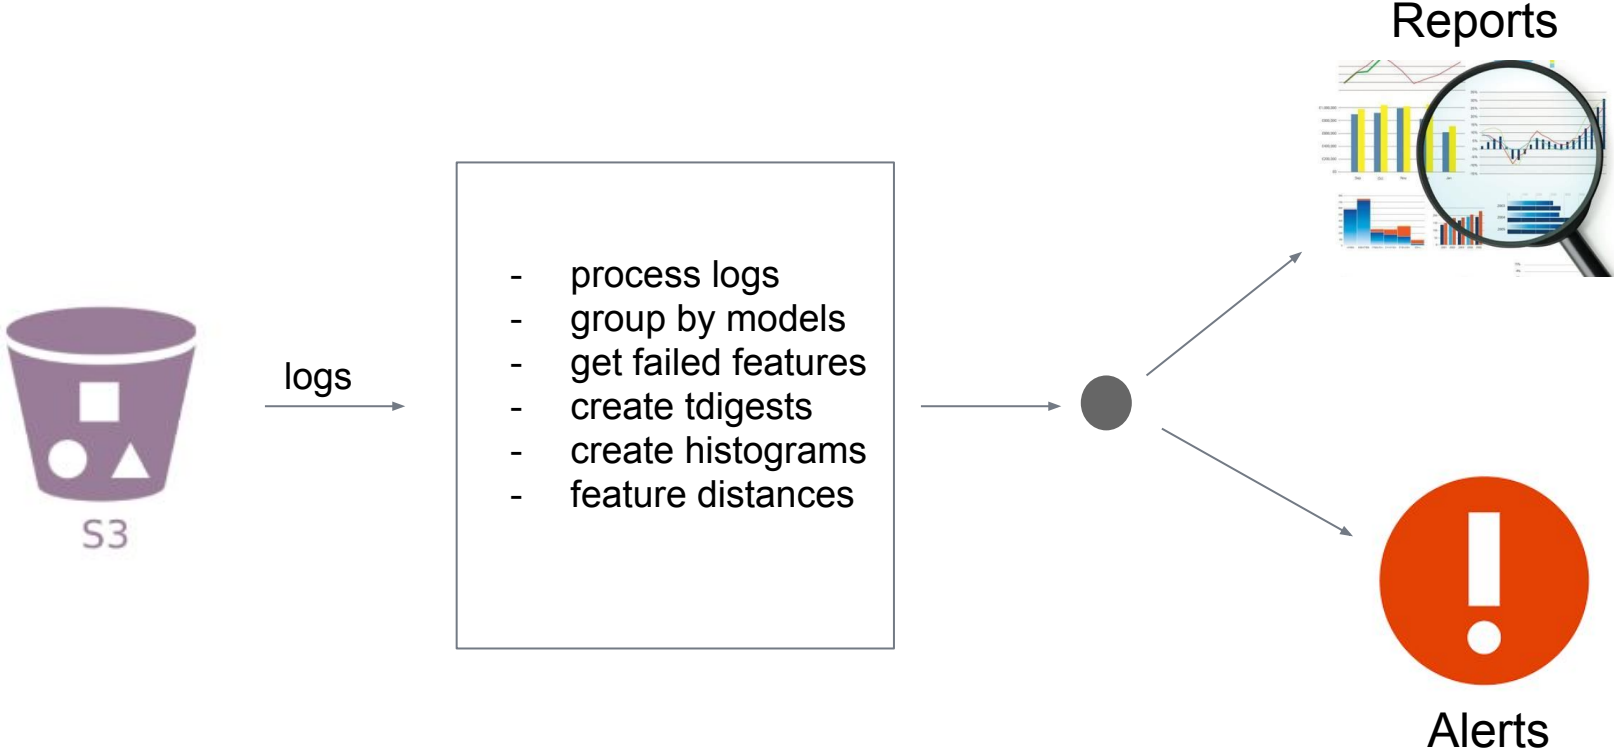 Reports
logs
- process logs
- group by models
- get failed features
- create tdigests
- create histograms
- feature distances
S3
Alerts